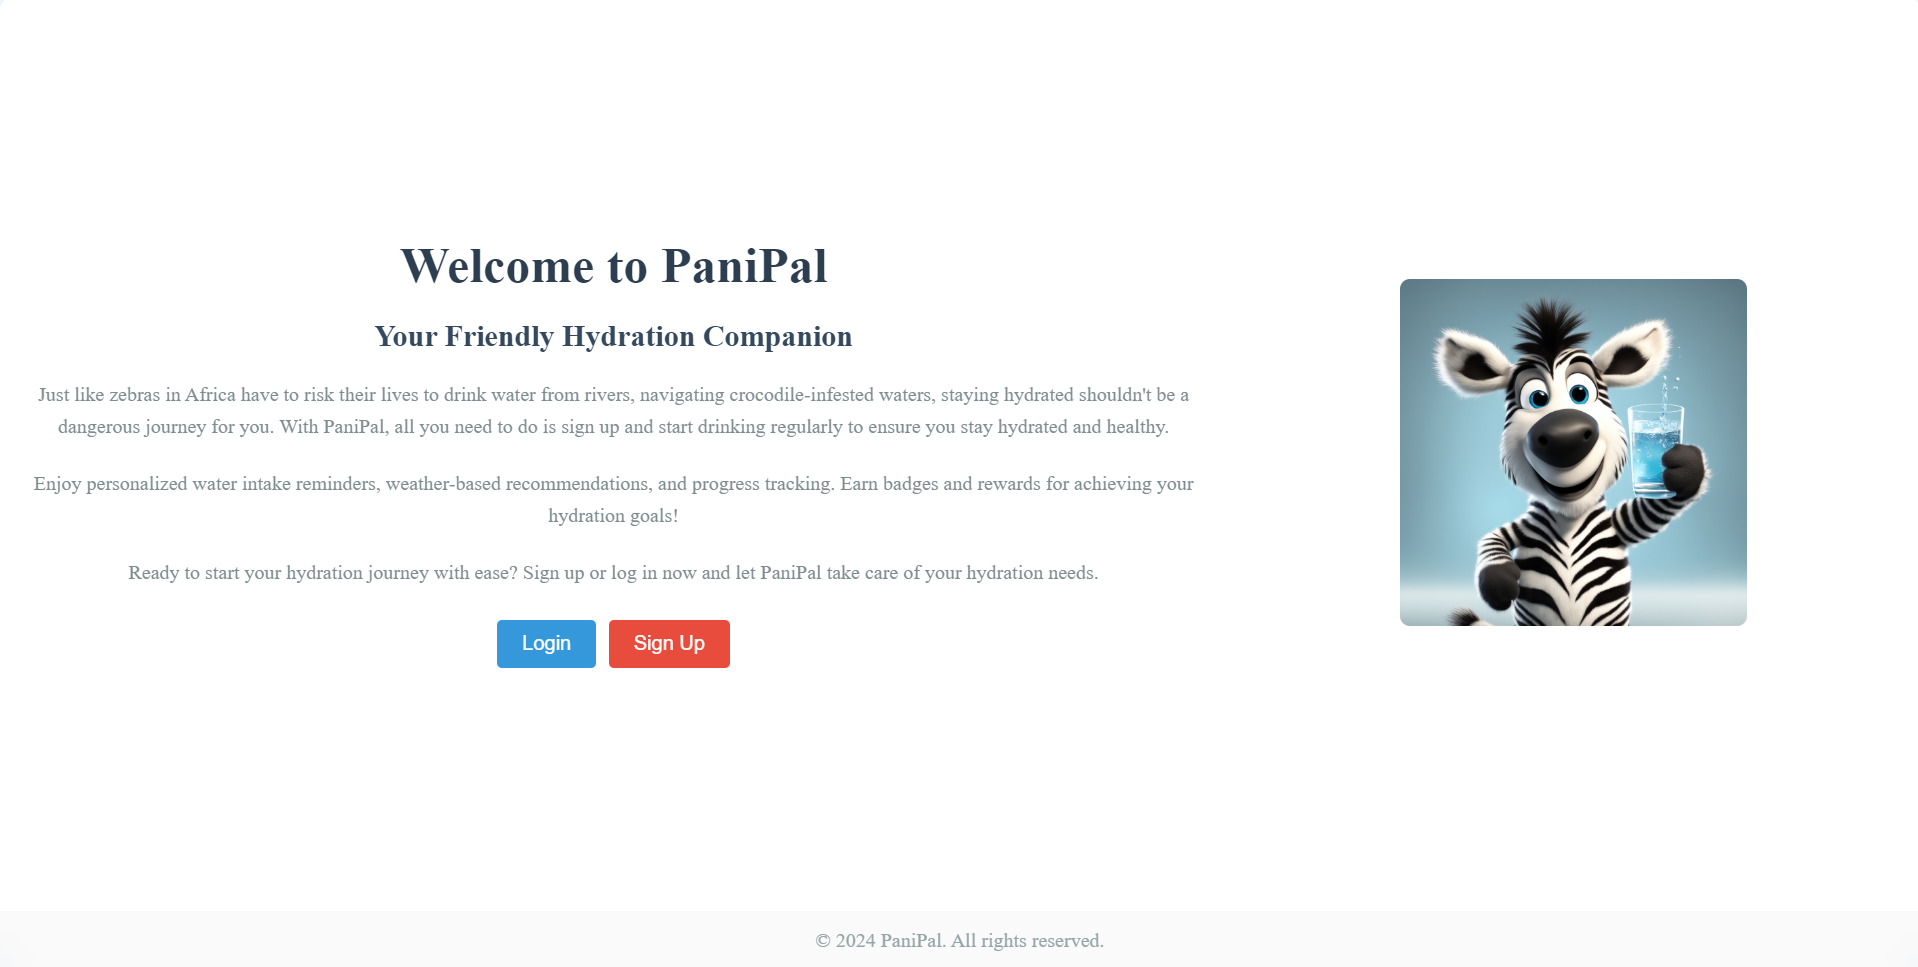 Welcome to PaniPal
Your Friendly Hydration Companion
Just like zebras in Africa have to risk their lives to drink water from rivers, navigating crocodile-infested waters, staying hydrated shouldn't be a
dangerous journey for you. With PaniPal, all you need to do is sign up and start drinking regularly to ensure you stay hydrated and healthy.
Enjoy personalized water intake reminders, weather-based recommendations, and progress tracking. Earn badges and rewards for achieving your
hydration goals!
Ready to start your hydration journey with ease? Sign up or log in now and let PaniPal take care of your hydration needs.
Login Sign Up
© 2024 PaniPal. All rights reserved.